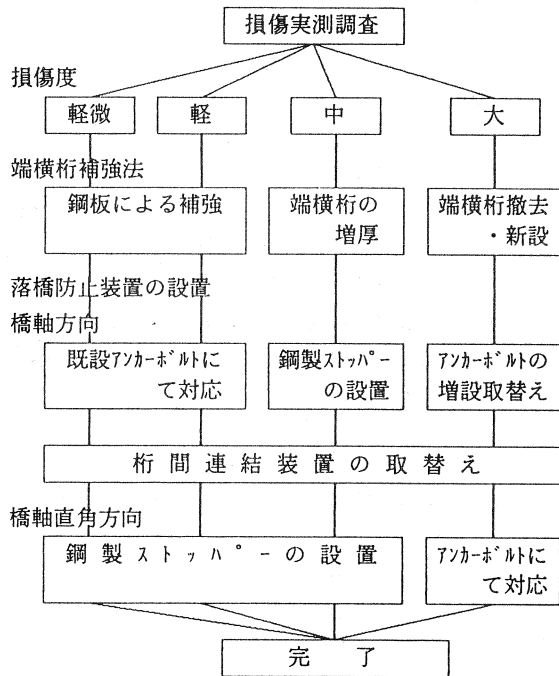 損傷実測調査
損傷度
軽微
軽
中
大
端横桁補強法
鋼板による補強
端横桁の
増厚
端横桁撤去
・新設
落橋防止装置の設置
橋軸方向
既設ｱﾝｶｰﾎﾞﾙﾄに
て対応
鋼製ｽﾄｯﾊﾟｰ
の設置
ｱﾝｶｰﾎﾞﾙﾄの
増設取替え
桁間連結装置の取替え
橋軸直角方向
鋼製ｽﾄｯﾊﾟｰの設置
ｱﾝｶｰﾎﾞﾙﾄに
て対応
完了